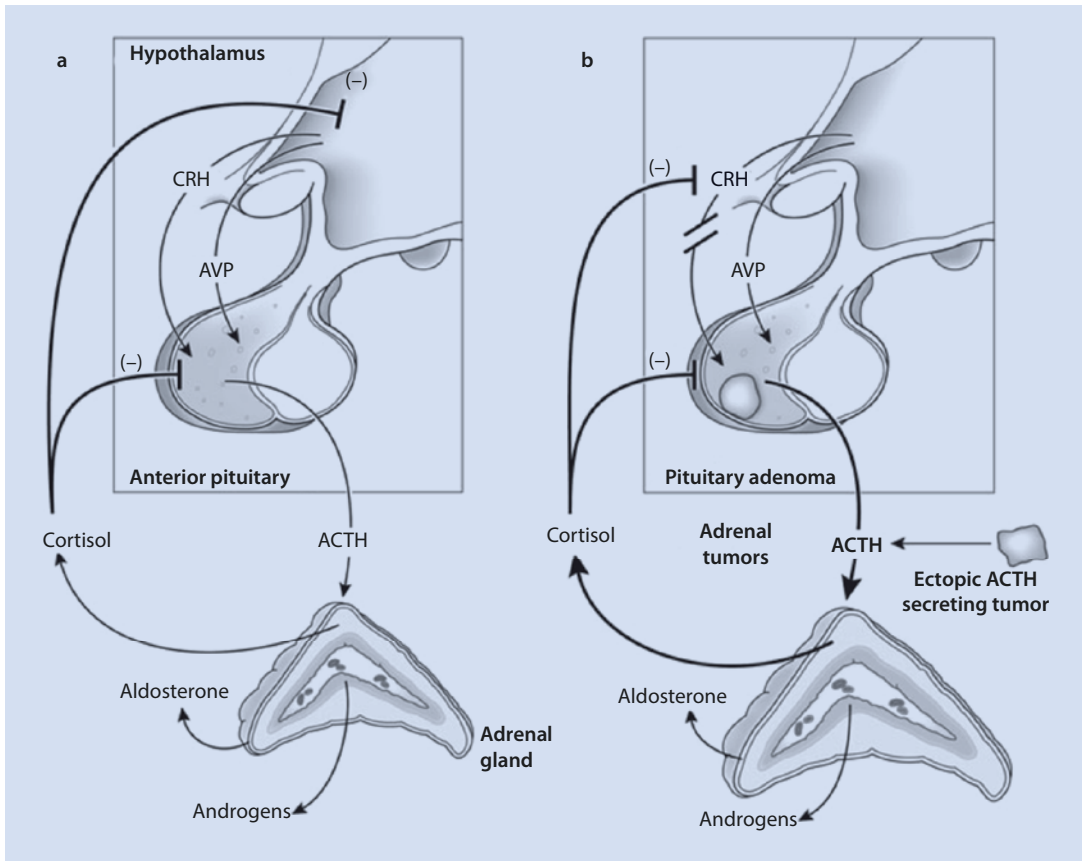 a
Hypothalamus
(–)
CRH
AVP
(–)
Anterior pituitary
Cortisol
ACTH
Aldosterone
Adrenal
gland
Androgens
b
(–)
CRH
AVP
(–)
Pituitary adenoma
Cortisol
Adrenal
tumors
ACTH
Ectopic ACTH
secreting tumor
Aldosterone
Androgens